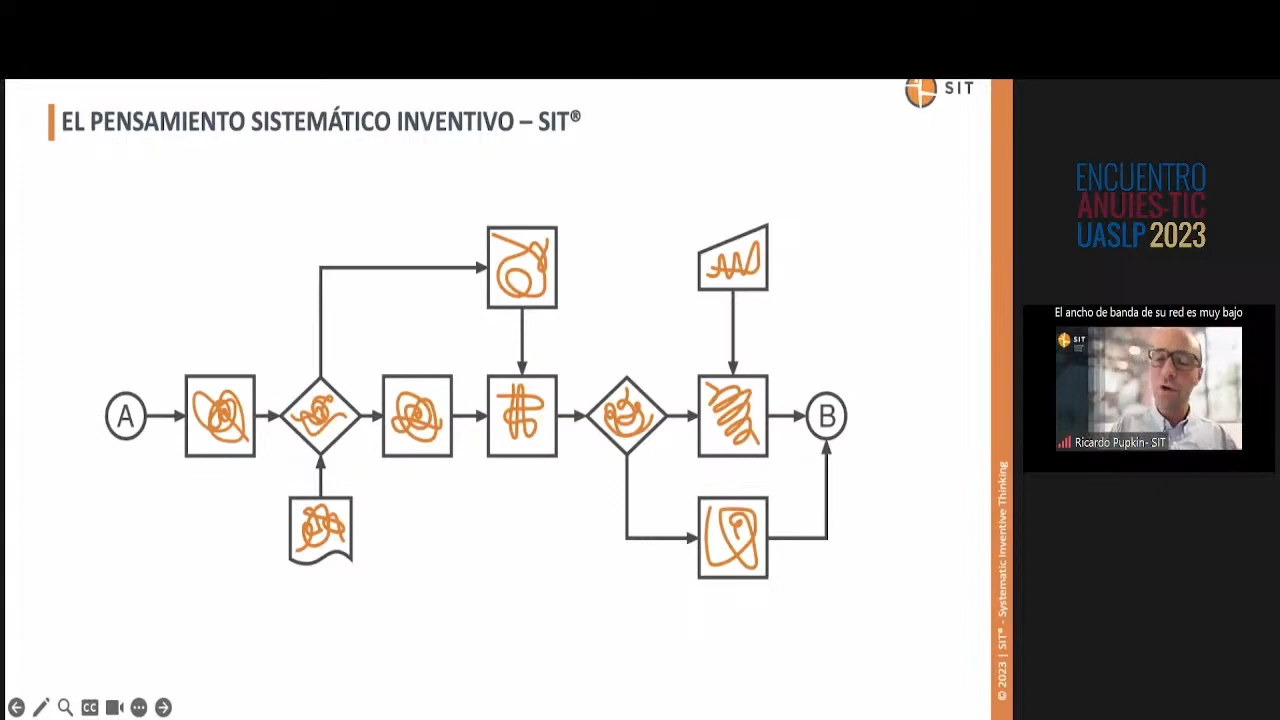 SIT
EL PENSAMIENTO SISTEMÁTICO INVENTIVO – SIT®
A
B
© 2023 | SIT® - Systematic Inventive Thinking
CC
ENCUENTRO
ANUIES-TIC
UASLP 2023
El ancho de banda de su red es muy bajo
SIT
Ricardo Pupkin- SIT